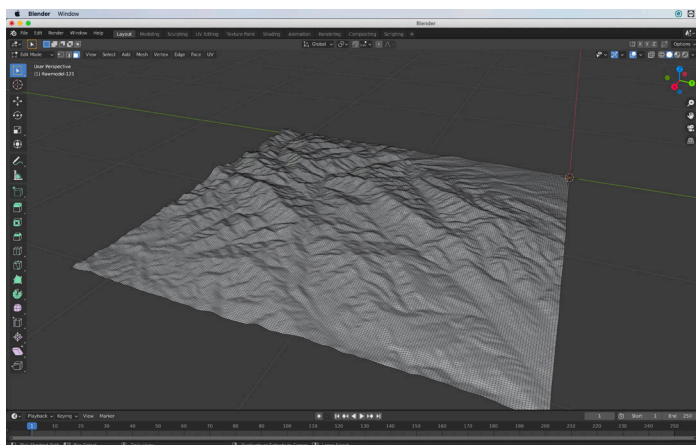 Blender Window
Blender
File Edit Render Window Help Layout Modeling Sculpting UV Editing Texture Paint Shading Animation Rendering Compositing Scripting +
Global
X Y Z Options
Edit Mode View Select Add Mesh Vertex Edge Face UV
User Perspective
(1) Rawmodel-121
Playback Keying View Marker 1 Start 1 End 250
1 10 20 30 40 50 60 70 80 90 100 110 120 130 140 150 160 170 180 190 200 210 220 230 240 250